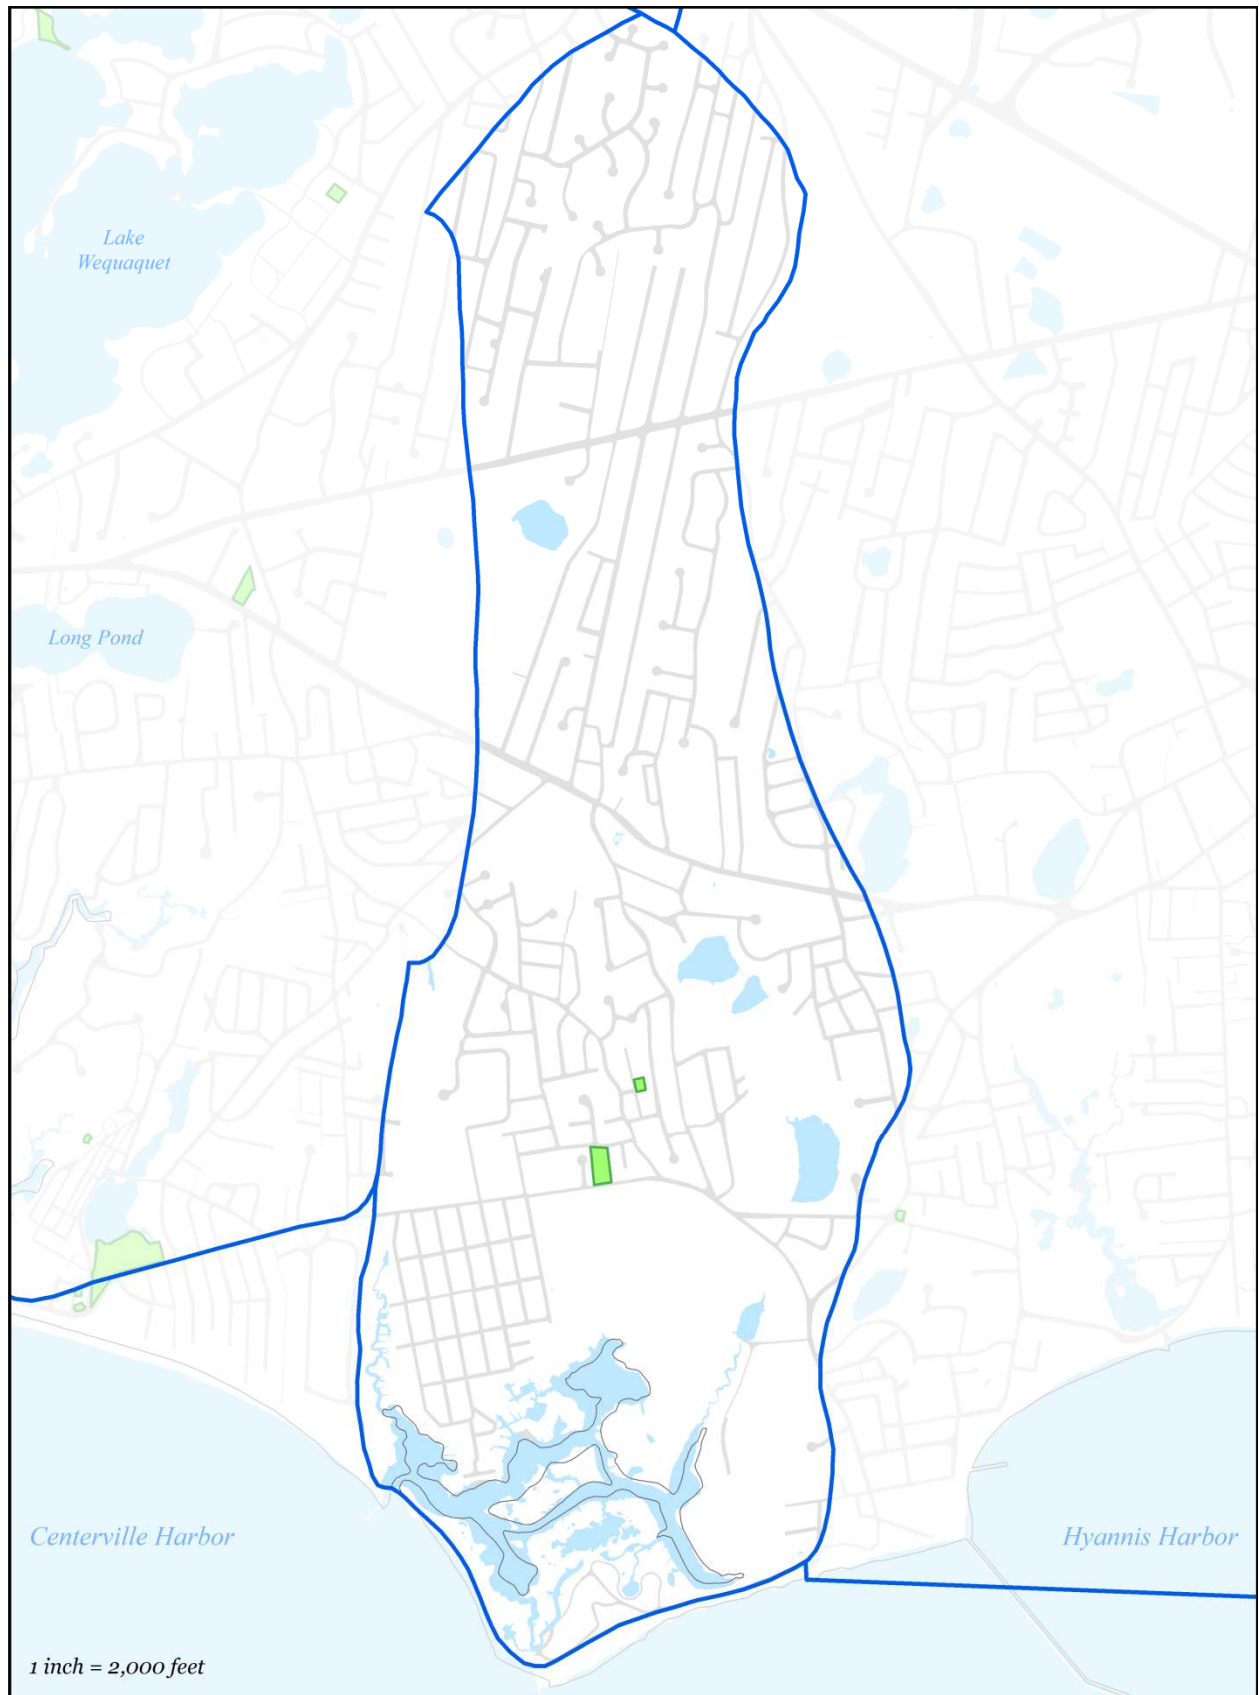 Lake
Wequaquet
Long Pond
Centerville Harbor
Hyannis Harbor
1 inch = 2,000 feet